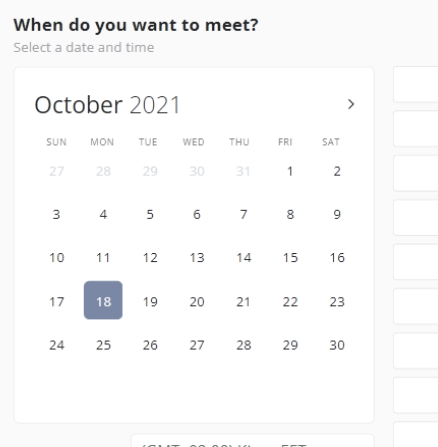 When do you want to meet?
Select a date and time
October 2021
SUN MON TUE WED THU FRI SAT
27 28 29 30 31 1 2
3 4 5 6 7 8 9
10 11 12 13 14 15 16
17 18 19 20 21 22 23
24 25 26 27 28 29 30